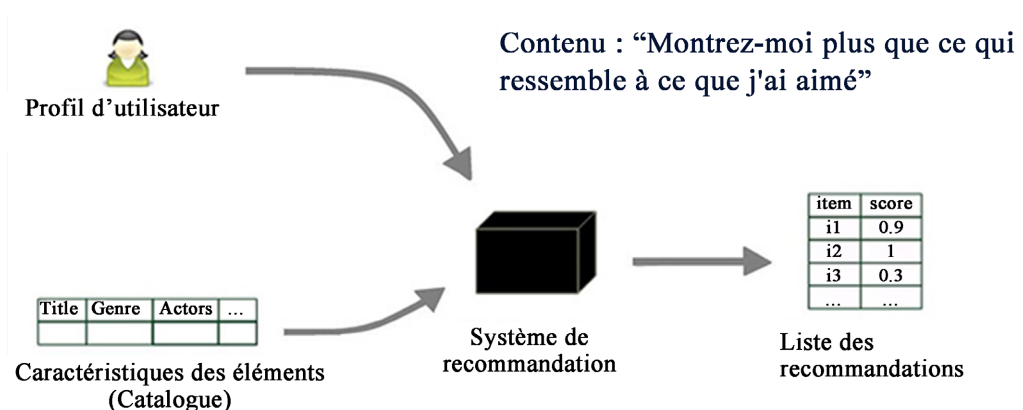 Contenu : “Montrez-moi plus que ce qui
ressemble à ce que j'ai aimé”
Profil d’utilisateur
item score
i1 0.9
i2 1
i3 0.3
... ...
Title Genre Actors ...
Système de
recommandation
Liste des
recommandations
Caractéristiques des éléments
(Catalogue)